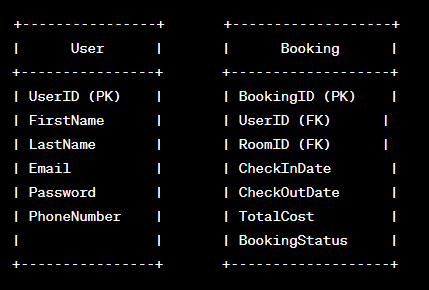 +----------------+       +-------------------+
|      User      |       |      Booking      |
+----------------+       +-------------------+
| UserID (PK)    |       | BookingID (PK)    |
| FirstName      |       | UserID (FK)      |
| LastName       |       | RoomID (FK)      |
| Email          |       | CheckInDate       |
| Password       |       | CheckOutDate      |
| PhoneNumber    |       | TotalCost         |
|                |       | BookingStatus     |
+----------------+       +-------------------+